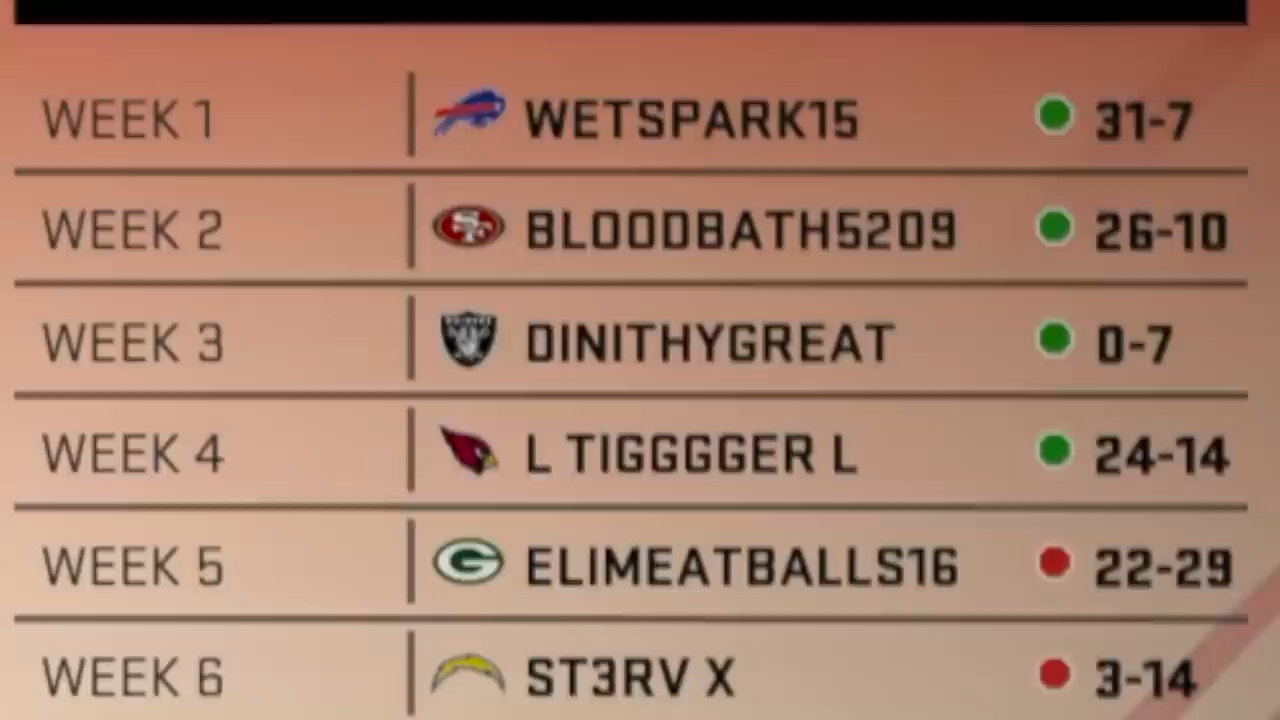 WEEK 1 WETSPARK15 31-7
WEEK 2 BLOODBATH5209 26-10
WEEK 3 DINITHYGREAT 0-7
WEEK 4 L TIGGGGER L 24-14
WEEK 5 ELIMEATBALLS16 22-29
WEEK 6 ST3RV X 3-14